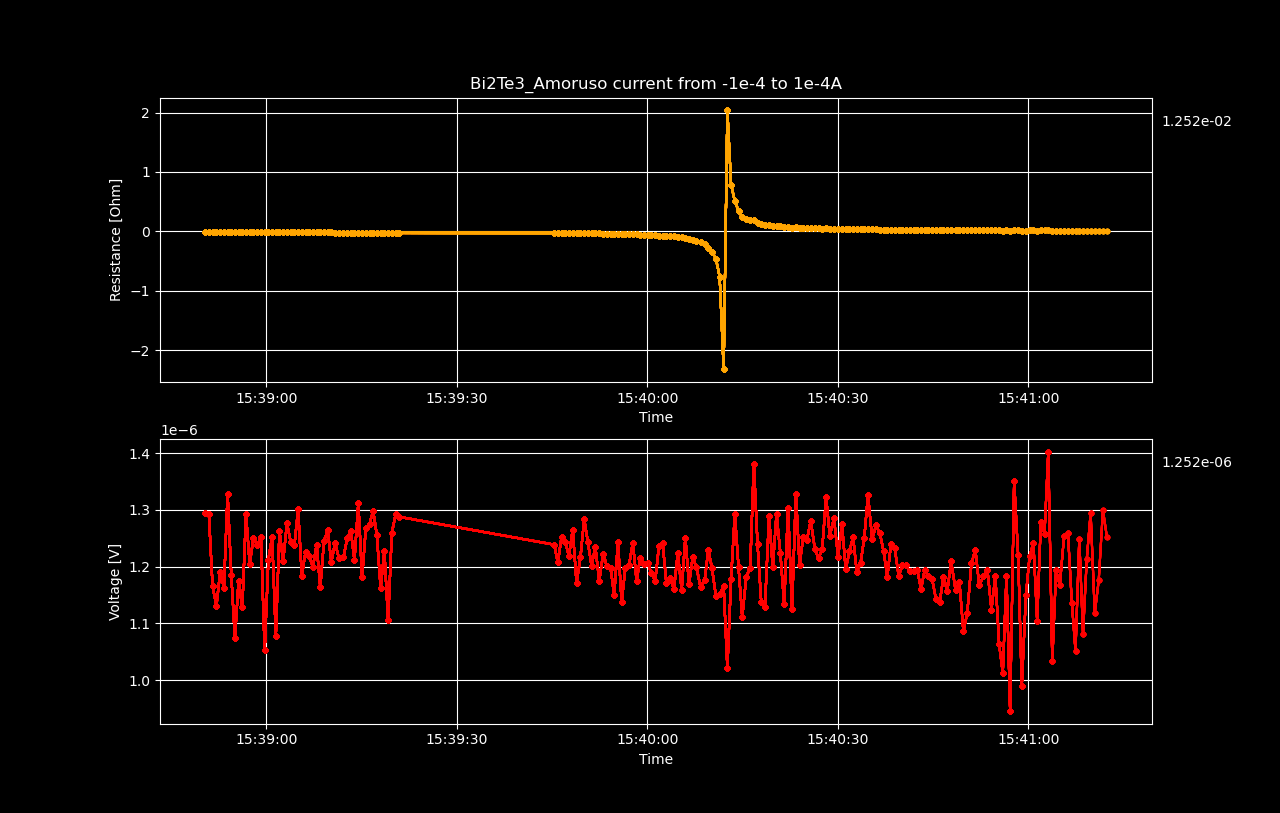 Bi2Te3_Amoruso current from -1e-4 to 1e-4A
2
1
0
−1
−2
Resistance [Ohm]
1.252e-02
15:39:00 15:39:30 15:40:00 15:40:30 15:41:00
Time
1e−6
1.4
1.3
1.2
1.1
1.0
Voltage [V]
1.252e-06
15:39:00 15:39:30 15:40:00 15:40:30 15:41:00
Time